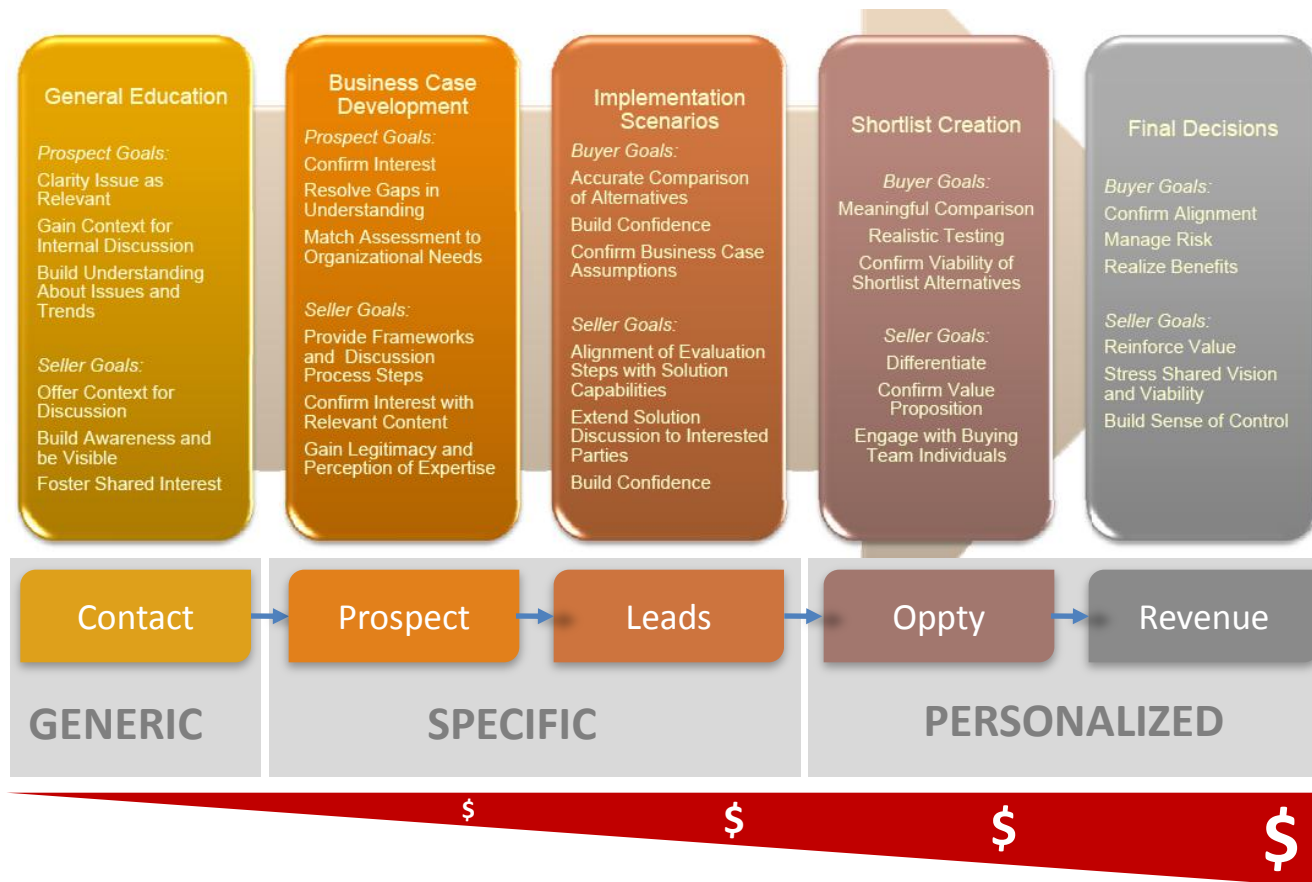 General Education
Prospect Goals:
Clarity Issue as
Relevant
Gain Context for
Internal Discussion
Build Understanding
About Issues and
Trends
Seller Goals:
Offer Context for
Discussion
Build Awareness and
be Visible
Foster Shared Interest
Business Case
Development
Prospect Goals:
Confirm Interest
Resolve Gaps in
Understanding
Match Assessment to
Organizational Needs
Seller Goals:
Provide Frameworks
and Discussion
Process Steps
Confirm Interest with
Relevant Content
Gain Legitimacy and
Perception of Expertise
Implementation
Scenarios
Buyer Goals:
Accurate Comparison
of Alternatives
Build Confidence
Confirm Business Case
Assumptions
Seller Goals:
Alignment of Evaluation
Steps with Solution
Capabilities
Extend Solution
Discussion to Interested
Parties
Build Confidence
Shortlist Creation
Buyer Goals:
Meaningful Comparison
Realistic Testing
Confirm Viability of
Shortlist Alternatives
Seller Goals:
Differentiate
Confirm Value
Proposition
Engage with Buying
Team Individuals
Final Decisions
Buyer Goals:
Confirm Alignment
Manage Risk
Realize Benefits
Seller Goals:
Reinforce Value
Stress Shared Vision
and Viability
Build Sense of Control
Contact
Prospect
Leads
Oppty
Revenue
GENERIC
SPECIFIC
PERSONALIZED
$
$
$
$